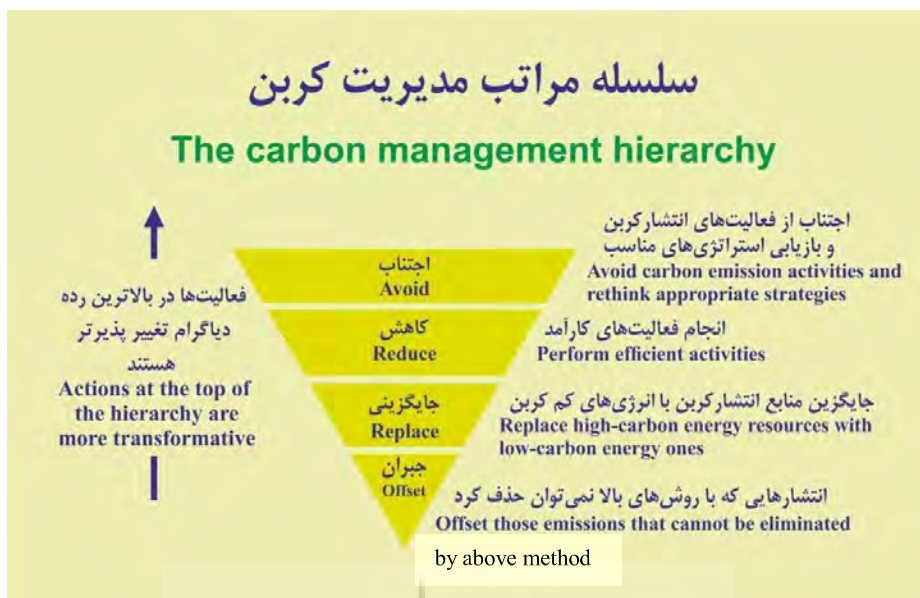 سلسله مراتب مدیریت کربن
The carbon management hierarchy
فعالیت‌ها در بالاترین رده
دیاگرام تغییر پذیرتر
هستند
Actions at the top of
the hierarchy are
more transformative
اجتناب
Avoid
اجتناب از فعالیت‌های انتشارکربن
و بازیابی استراتژی‌های مناسب
Avoid carbon emission activities and
rethink appropriate strategies
کاهش
Reduce
انجام فعالیت‌های کارآمد
Perform efficient activities
جایگزینی
Replace
جایگزین منابع انتشارکربن با انرژی‌های کم کربن
Replace high-carbon energy resources with
low-carbon energy ones
جبران
Offset
انتشارهایی که با روش‌های بالا نمی‌توان حذف کرد
Offset those emissions that cannot be eliminated
by above method